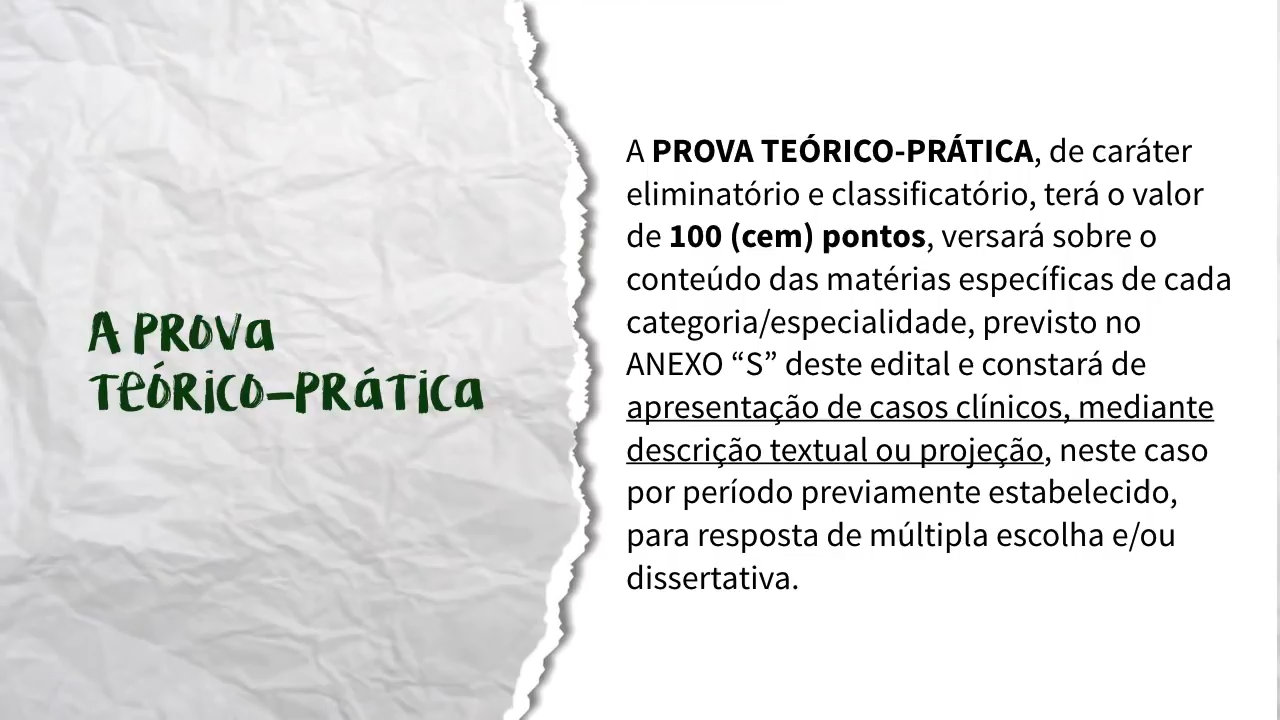 A PROVA
TEÓRICO-PRÁTICA
A PROVA TEÓRICO-PRÁTICA, de caráter
eliminatório e classificatório, terá o valor
de 100 (cem) pontos, versará sobre o
conteúdo das matérias específicas de cada
categoria/especialidade, previsto no
ANEXO “S” deste edital e constará de
apresentação de casos clínicos, mediante
descrição textual ou projeção, neste caso
por período previamente estabelecido,
para resposta de múltipla escolha e/ou
dissertativa.